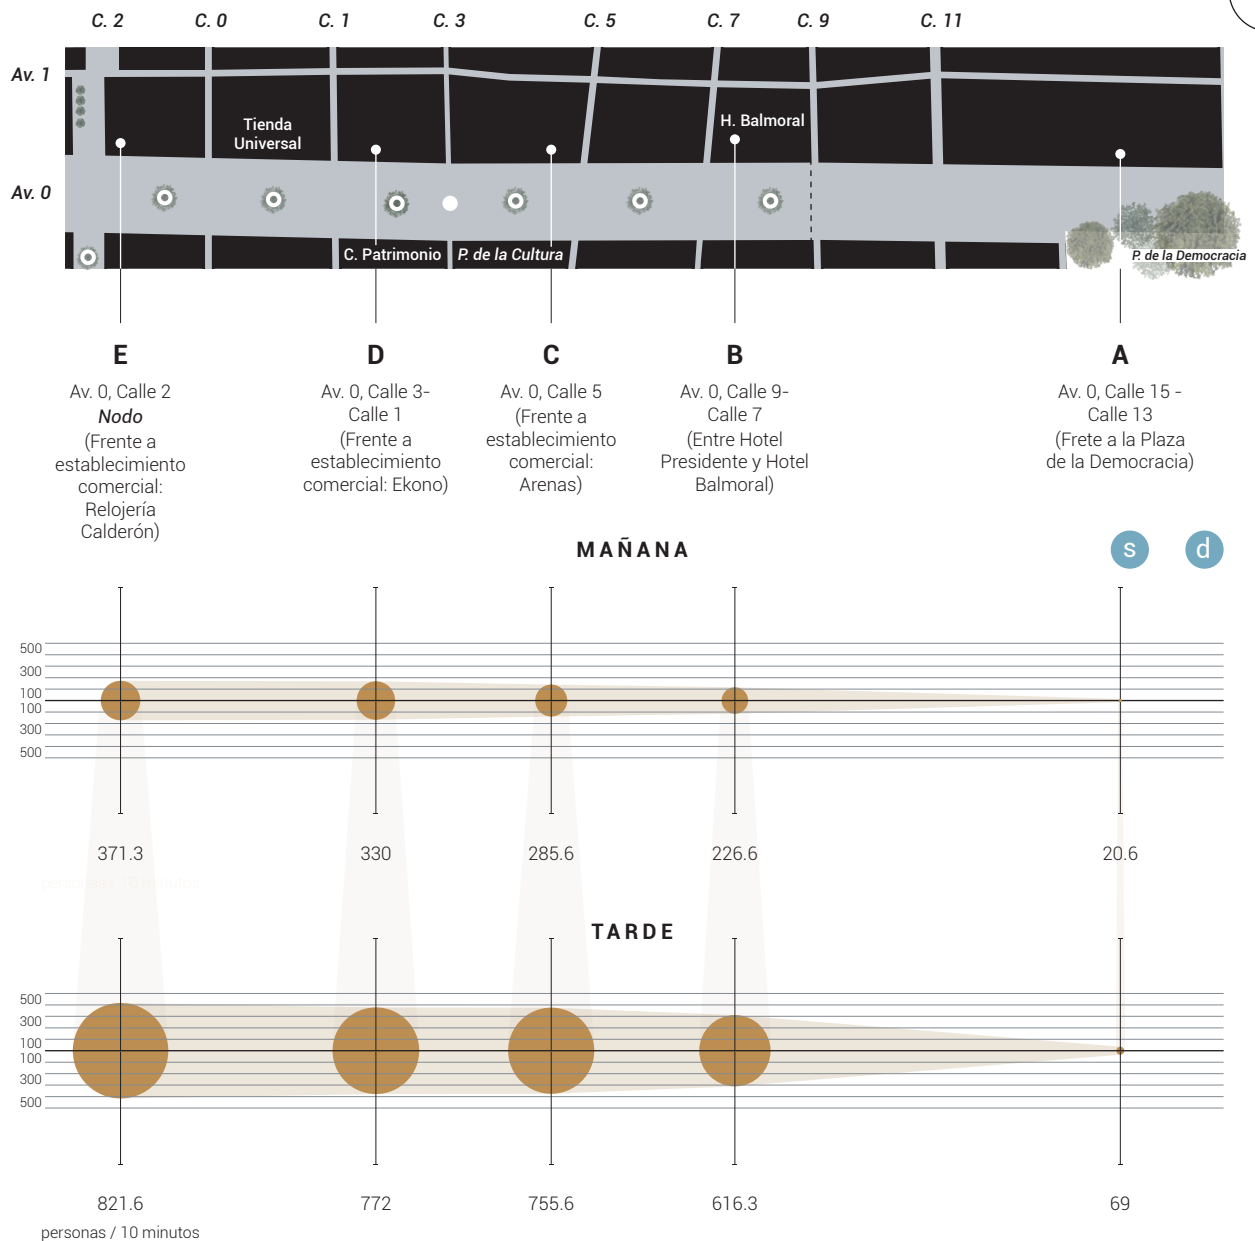 C. 2 C. 0 C. 1 C. 3 C. 5 C. 7 C. 9 C. 11
Av. 1
Tienda
Universal
H. Balmoral
Av. 0
C. Patrimonio
P. de la Cultura
P. de la Democracia
E
Av. 0, Calle 2
Nodo
(Frente a
establecimiento
comercial:
Relojería
Calderón)
D
Av. 0, Calle 3-
Calle 1
(Frente a
establecimiento
comercial: Ekono)
C
Av. 0, Calle 5
(Frente a
establecimiento
comercial:
Arenas)
B
Av. 0, Calle 9-
Calle 7
(Entre Hotel
Presidente y Hotel
Balmoral)
A
Av. 0, Calle 15 -
Calle 13
(Frete a la Plaza
de la Democracia)
MAÑANA
s d
500
300
100
100
300
500
371.3 330 285.6 226.6 20.6
personas / 10 minutos
TARDE
500
300
100
100
300
500
821.6 772 755.6 616.3 69
personas / 10 minutos